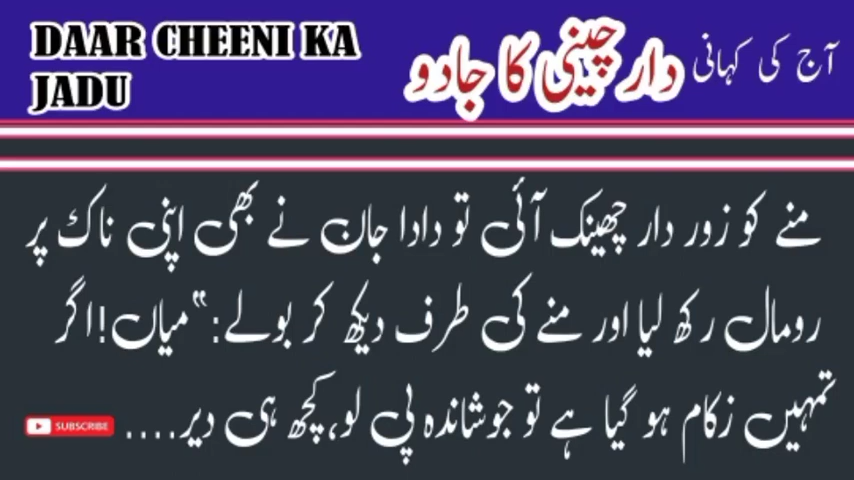 DAAR CHEENI KA
JADU
آج کی کہانی دار چینی کا جادو
منے کو زور دار چھینک آئی تو دادا جان نے بھی اپنی ناک پر
رومال رکھ لیا اور منے کی طرف دیکھ کر بولے:“میاں!اگر
تمہیں زکام ہو گیا ہے تو جوشاندہ پی لو، کچھ ہی دیر....
SUBSCRIBE